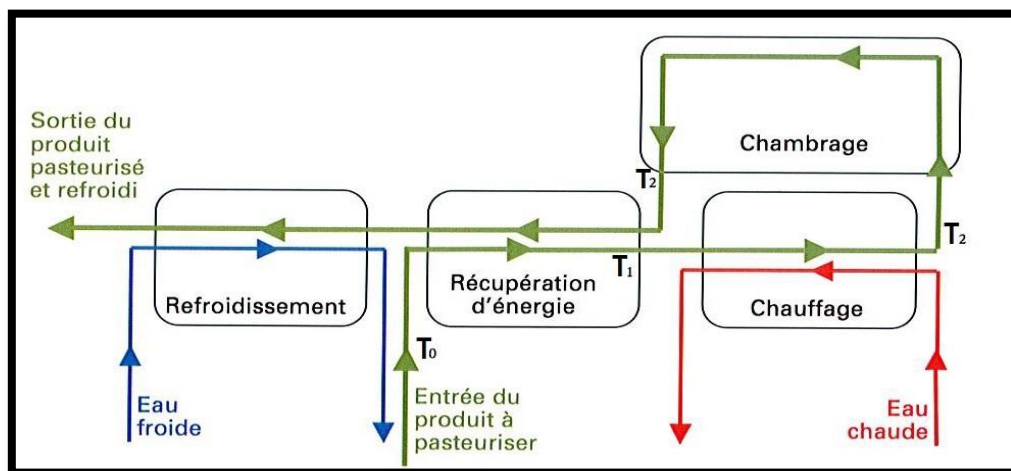 Sortie du
produit
pasteurisé
et refroidi
Chambrage
T₂
T₁
T₂
Refroidissement
Récupération
d'énergie
Chauffage
T₀
Eau
froide
Entrée du
produit à
pasteuriser
Eau
chaude